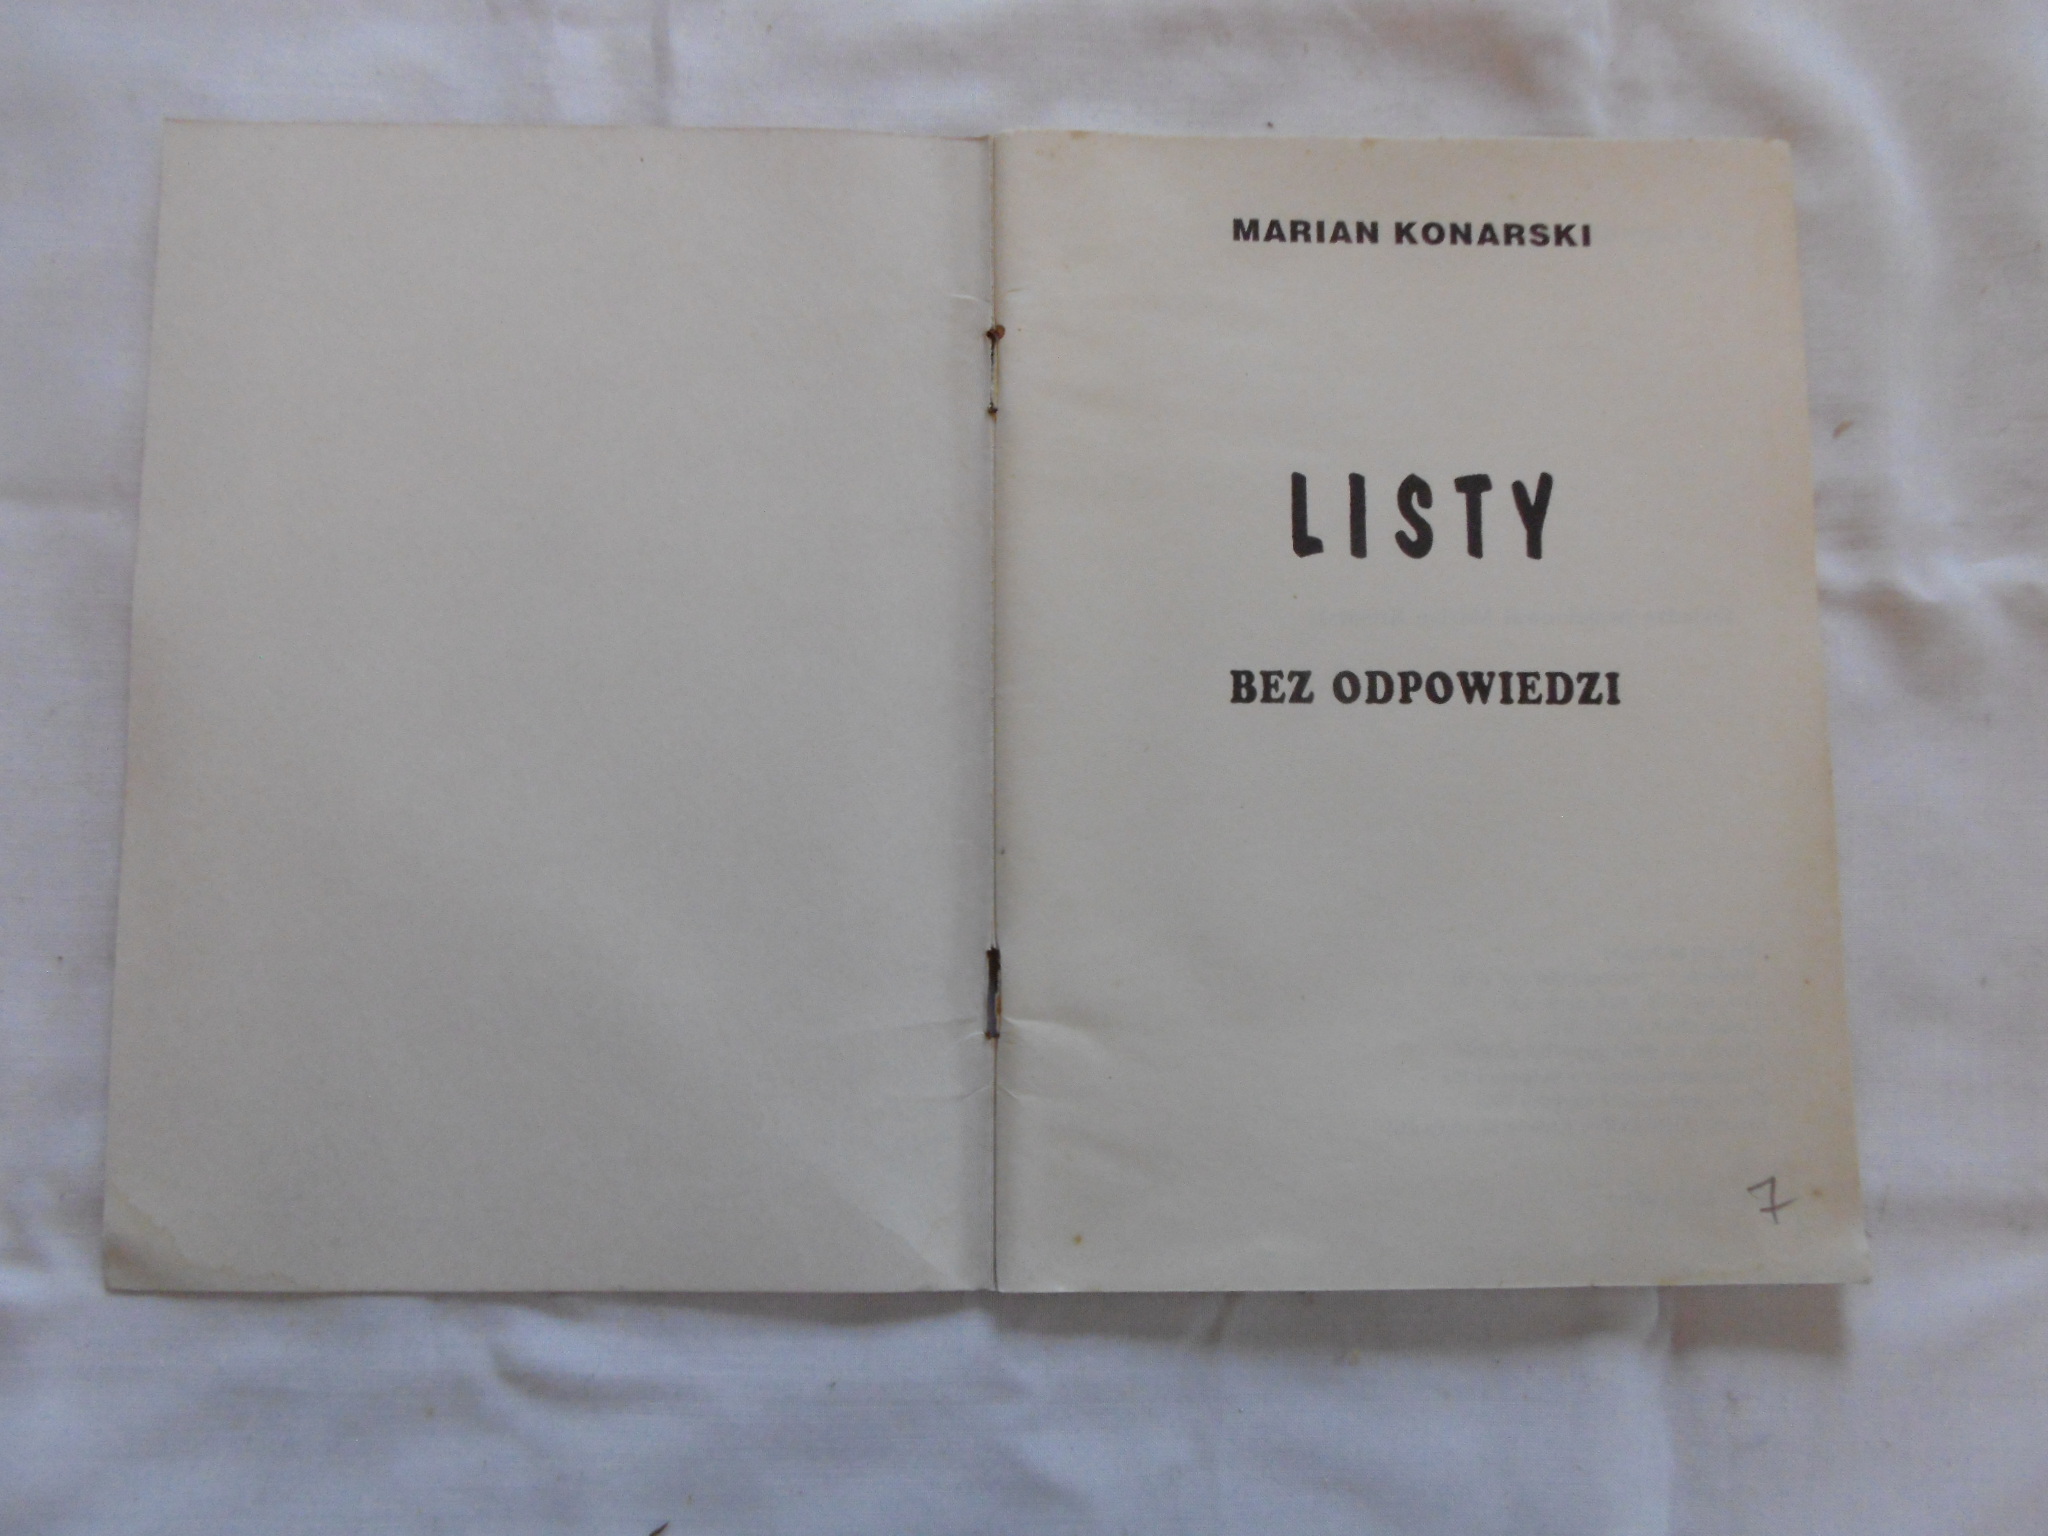 MARIAN KONARSKI
LISTY
BEZ ODPOWIEDZI
7